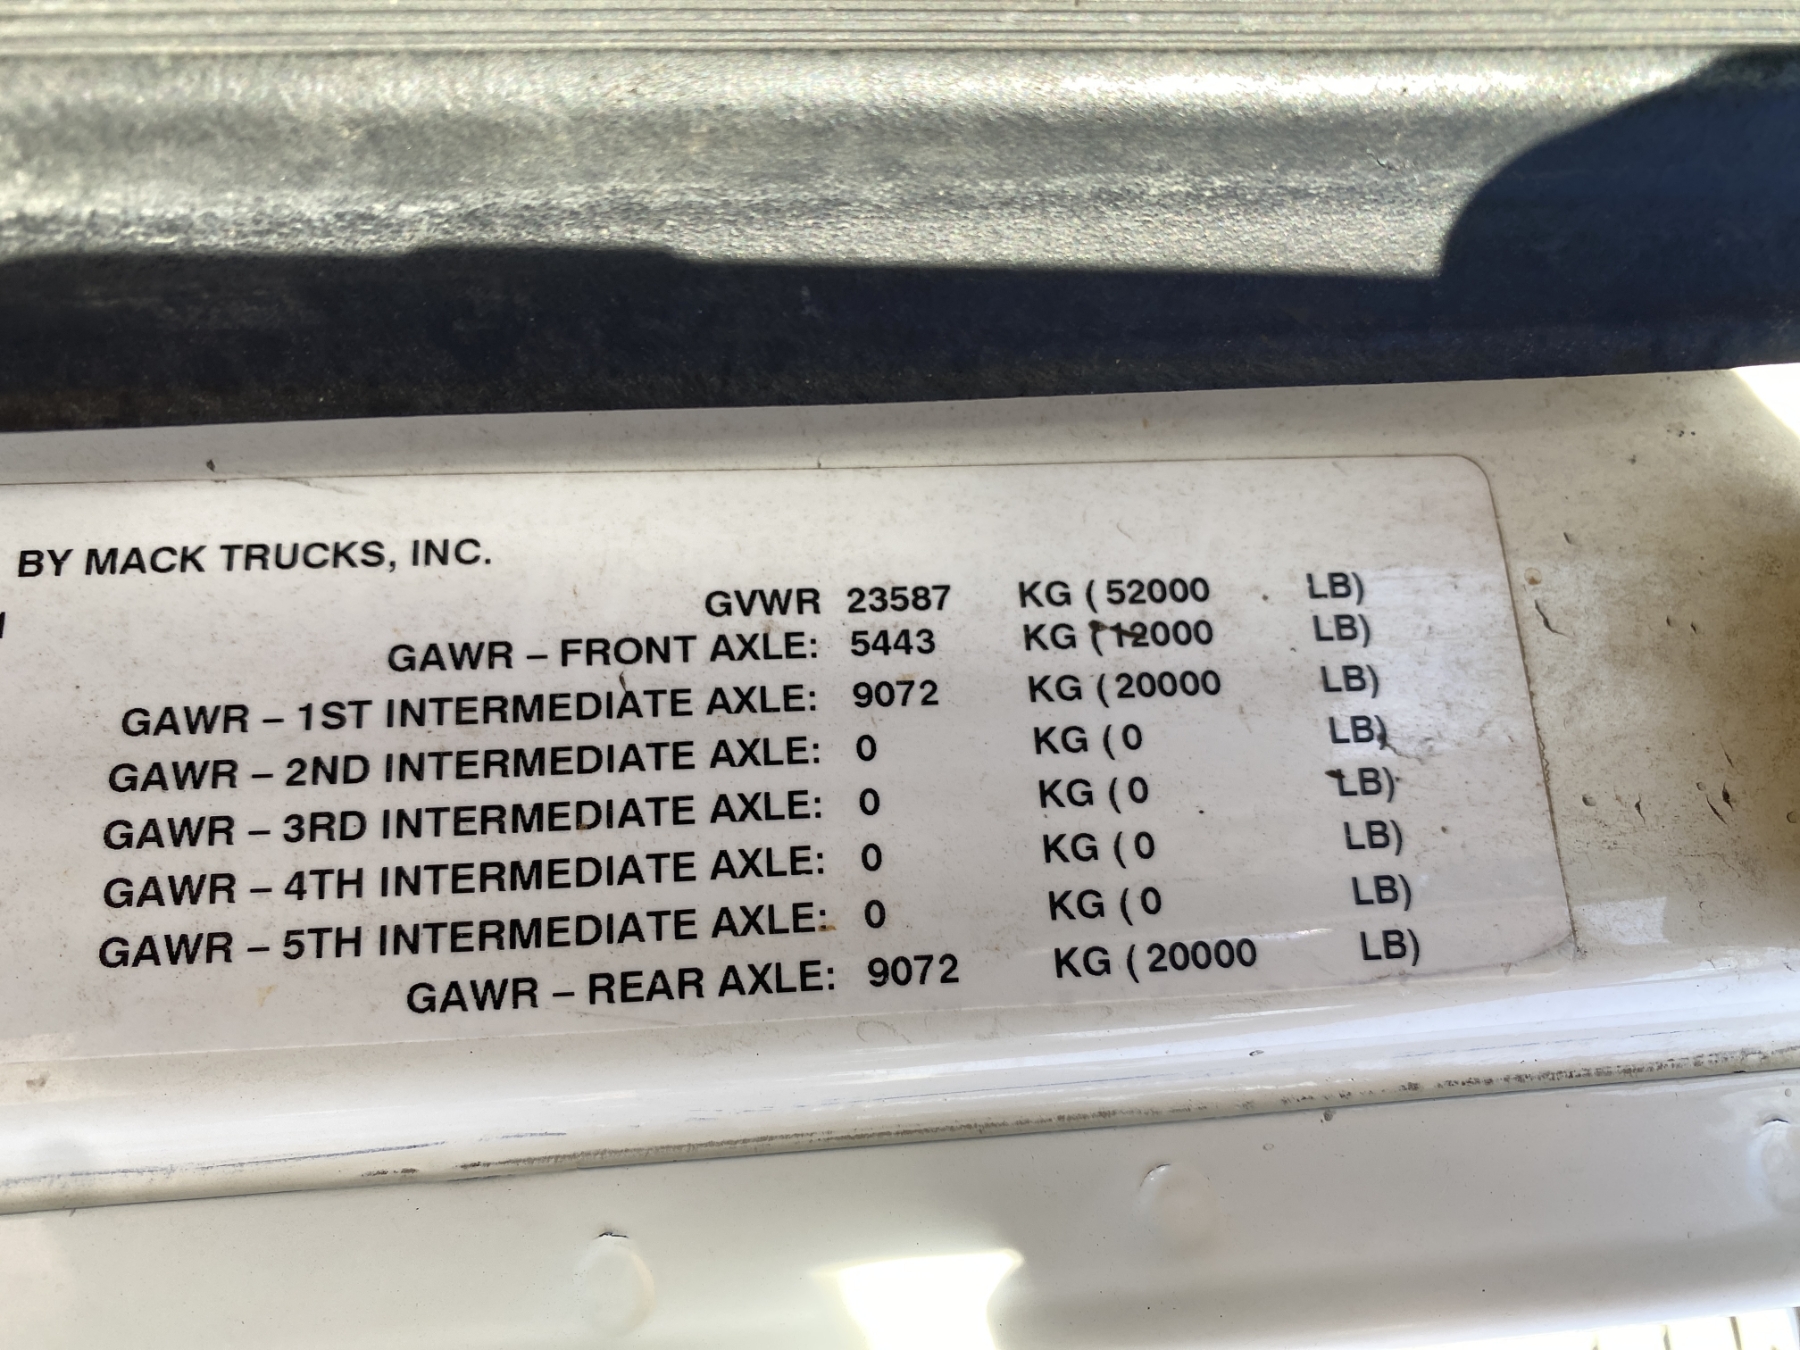 BY MACK TRUCKS, INC.
GVWR 23587 KG (52000 LB)
GAWR – FRONT AXLE: 5443 KG (12000 LB)
GAWR – 1ST INTERMEDIATE AXLE: 9072 KG (20000 LB)
GAWR – 2ND INTERMEDIATE AXLE: 0 KG (0 LB)
GAWR – 3RD INTERMEDIATE AXLE: 0 KG (0 LB)
GAWR – 4TH INTERMEDIATE AXLE: 0 KG (0 LB)
GAWR – 5TH INTERMEDIATE AXLE: 0 KG (0 LB)
GAWR – REAR AXLE: 9072 KG (20000 LB)